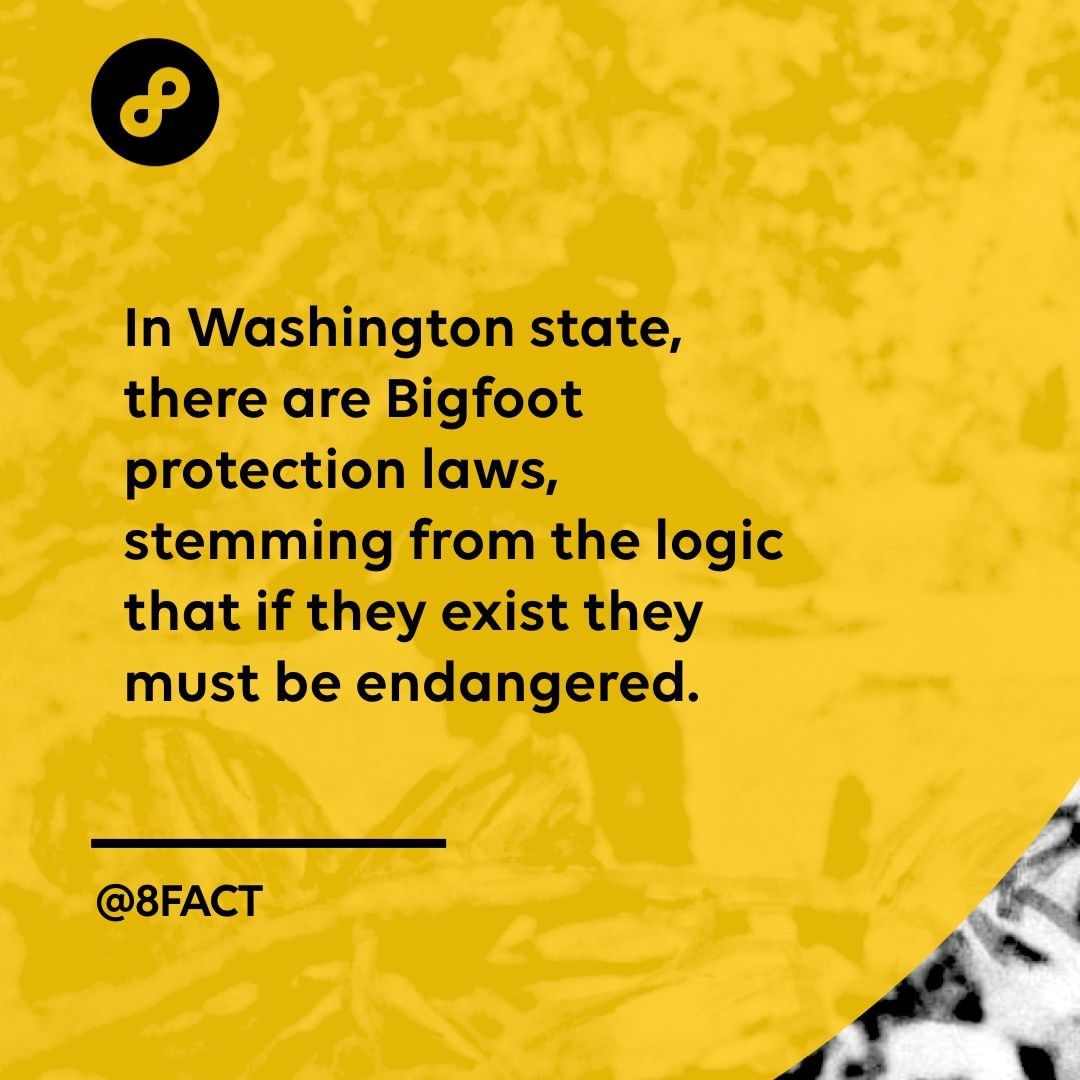 In Washington state,
there are Bigfoot
protection laws,
stemming from the logic
that if they exist they
must be endangered.
@8FACT